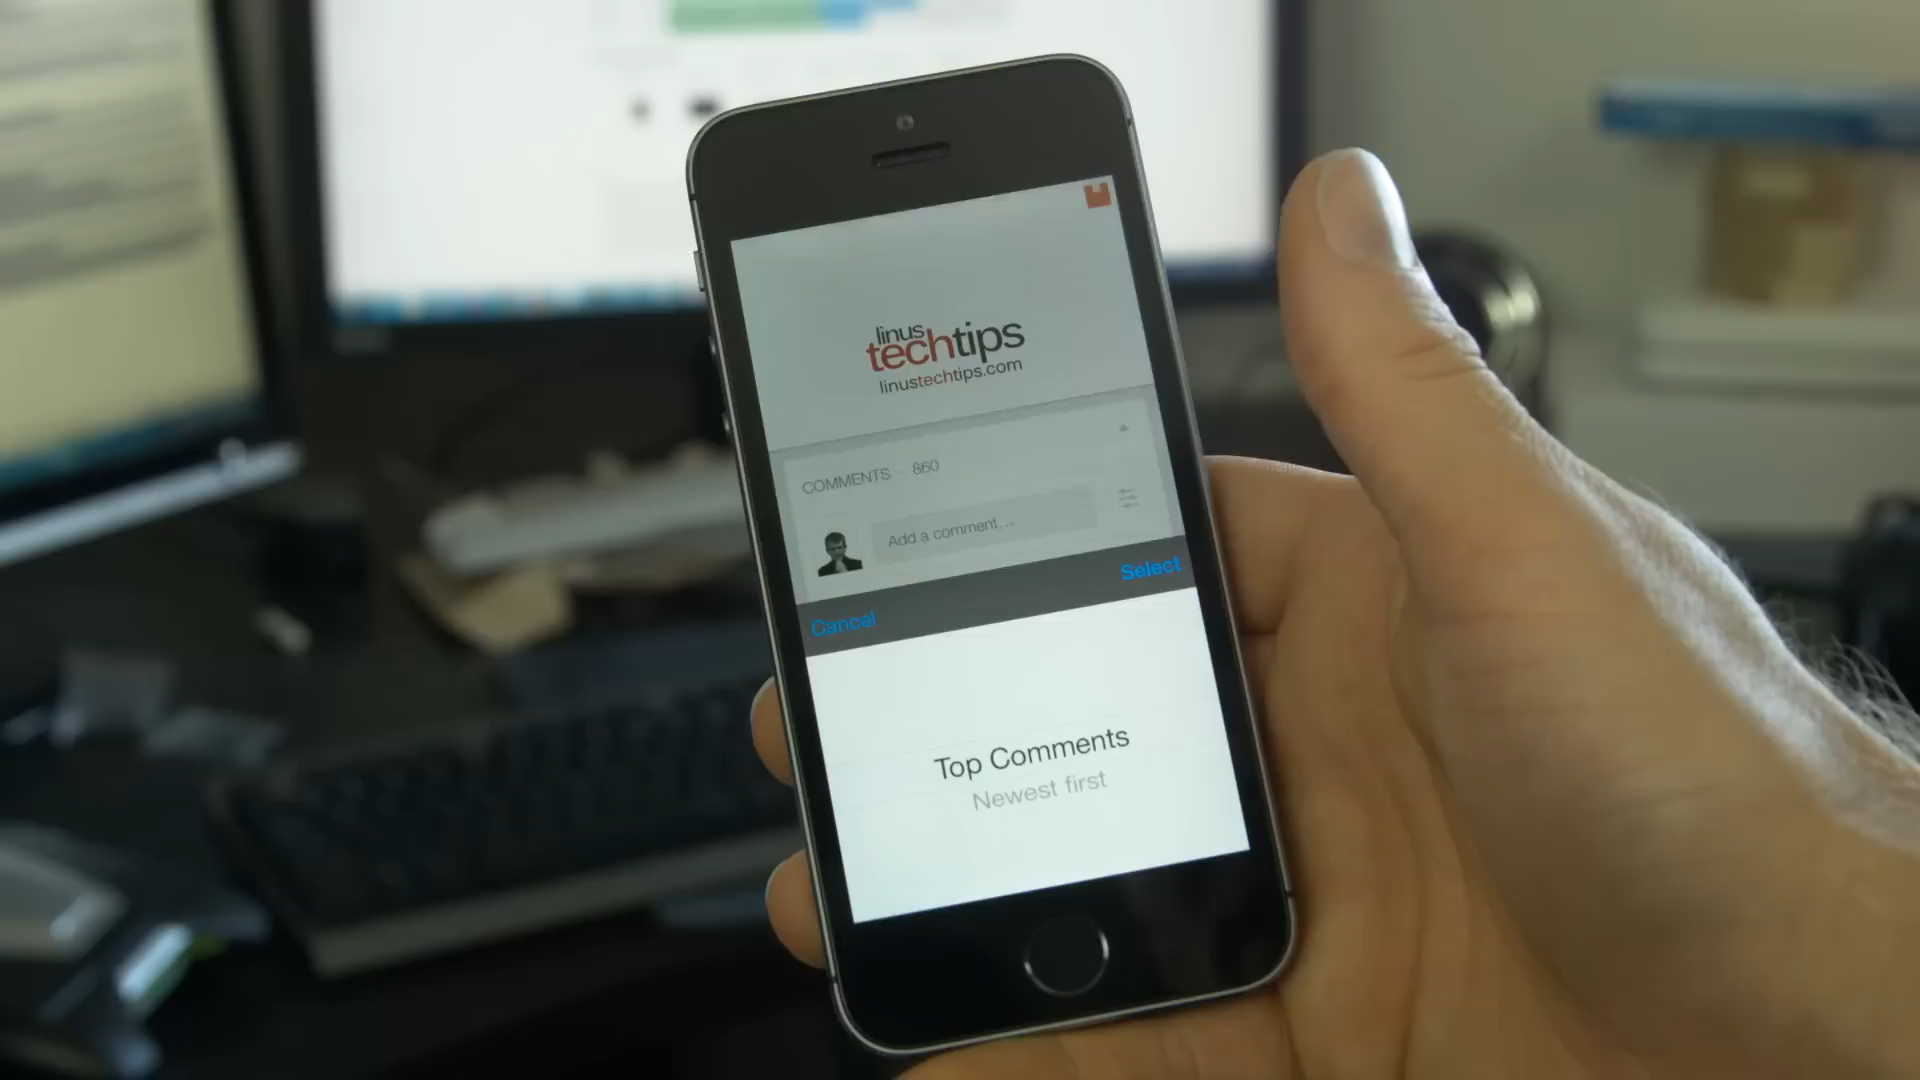 linus
techtips
linustechtips.com
COMMENTS 860
Add a comment...
Select
Cancel
Top Comments
Newest first